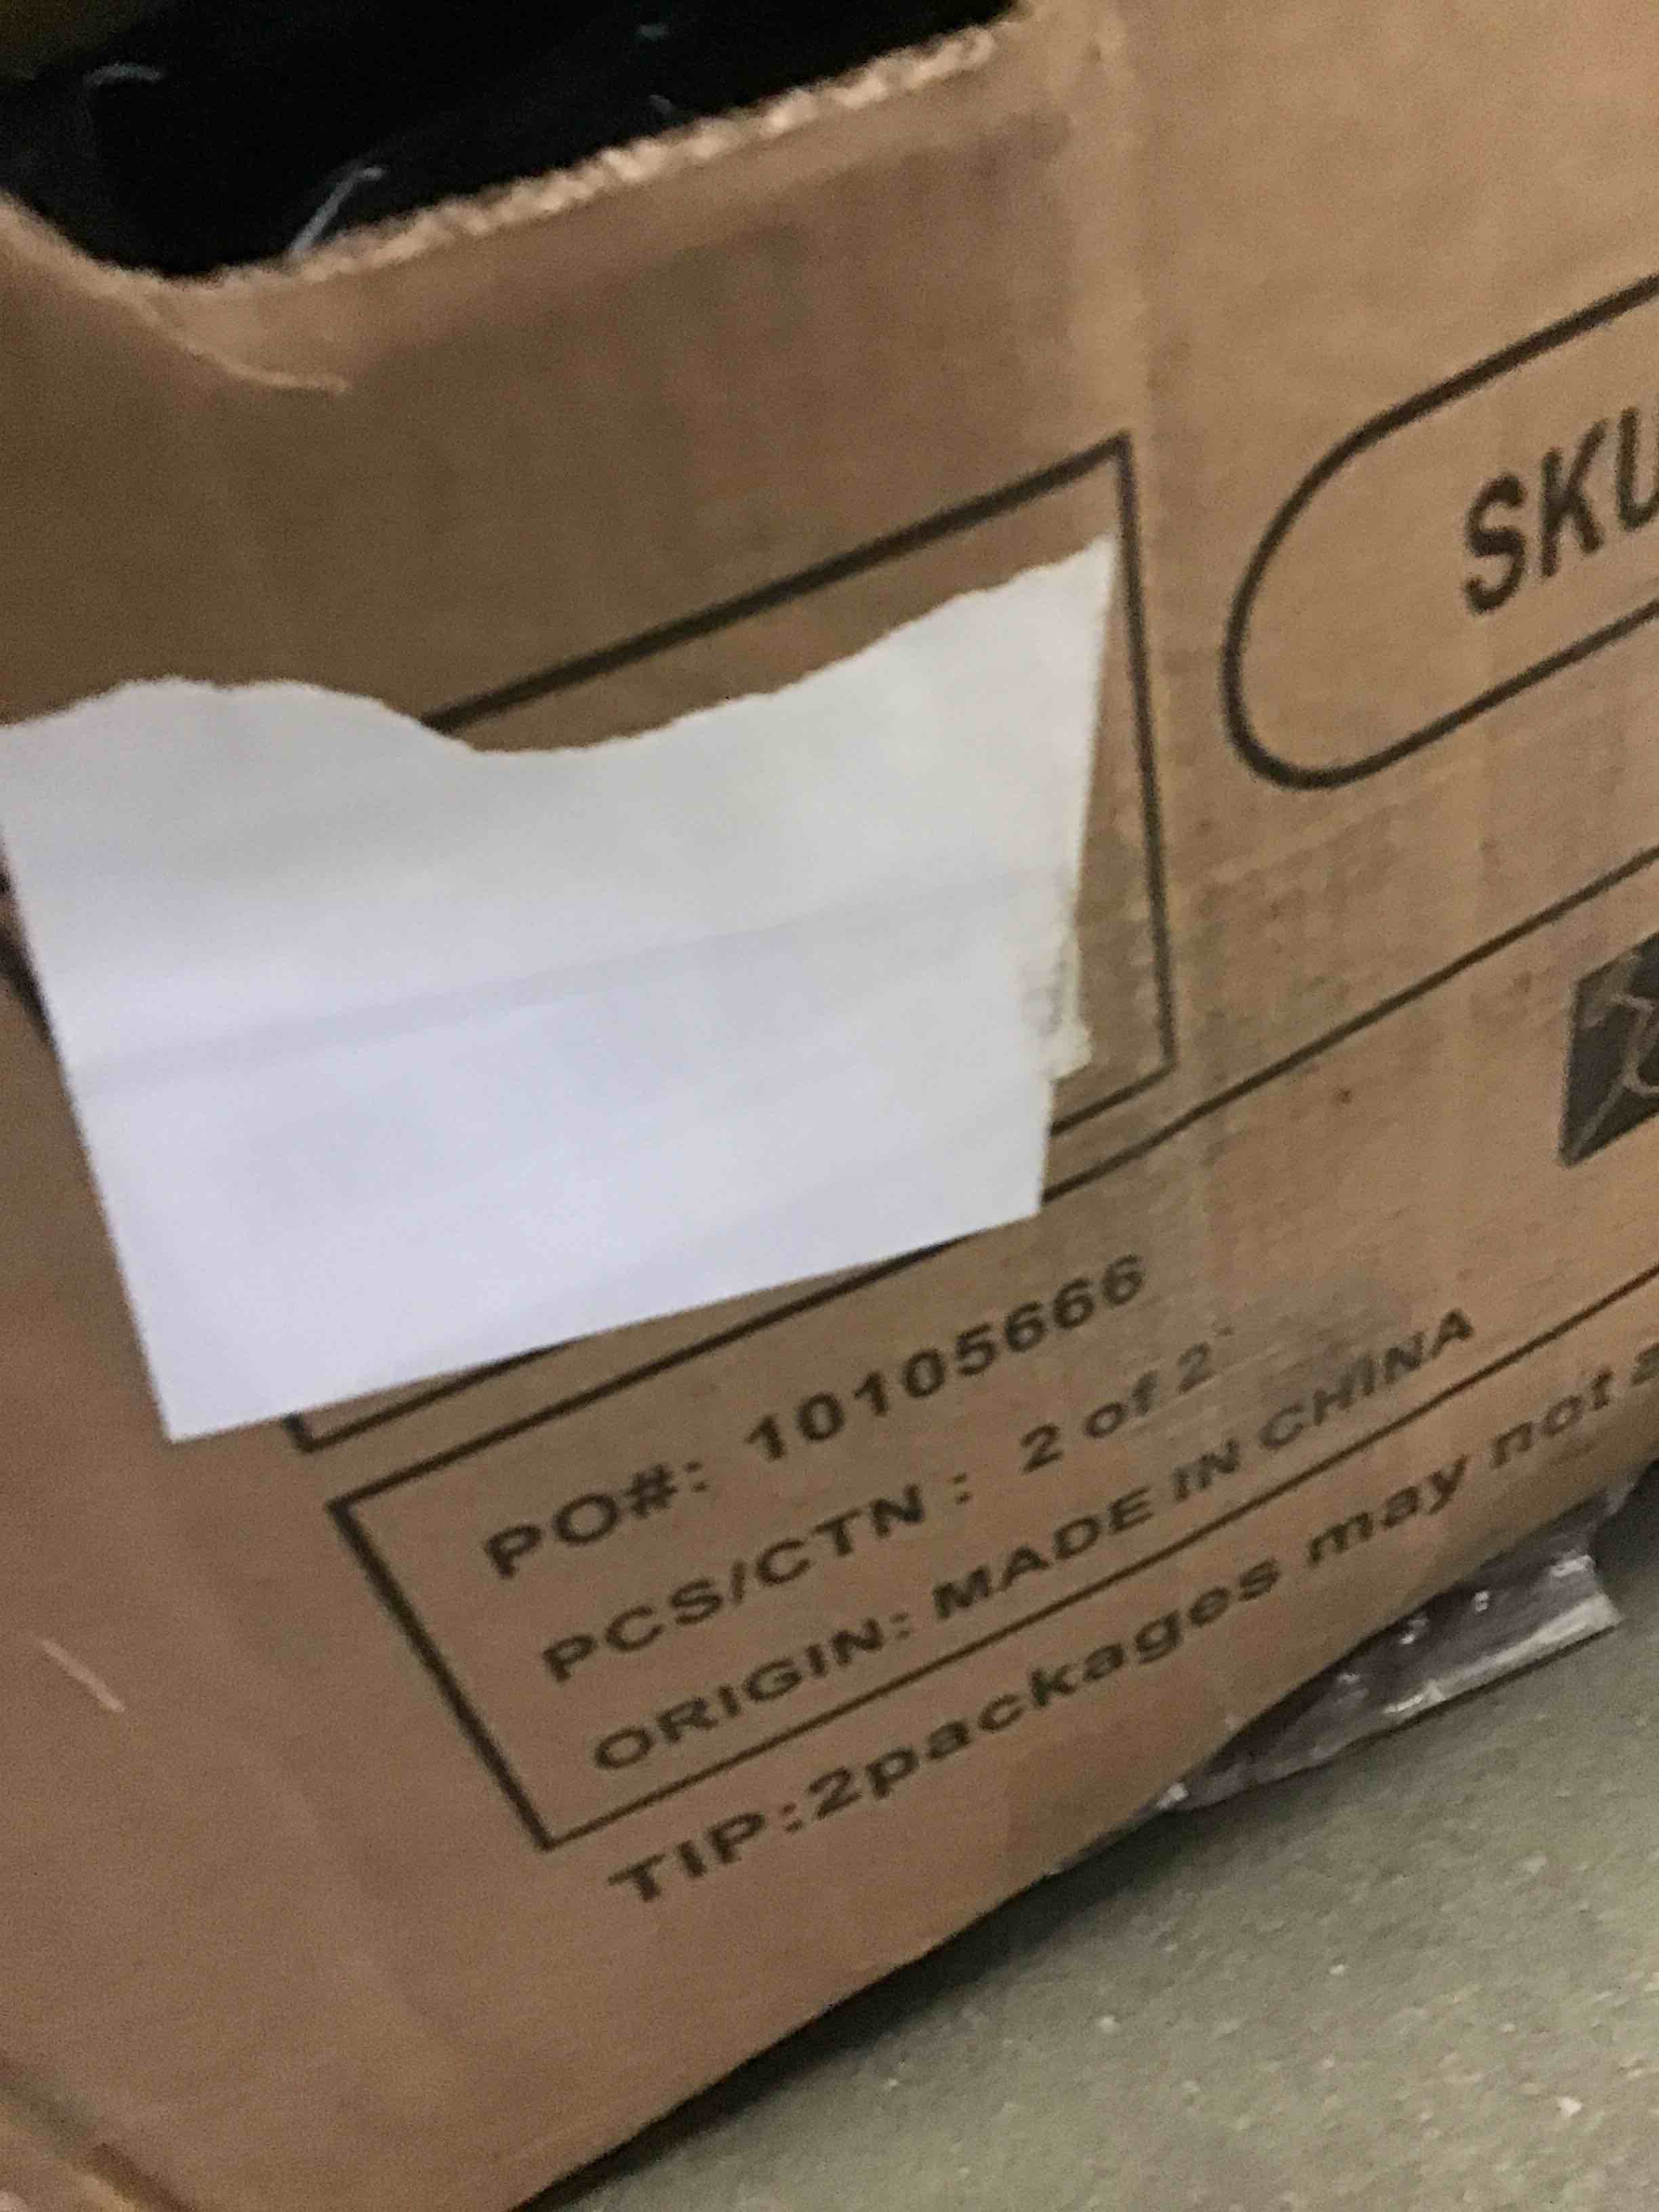 SKU
PO#: 10105666
PCS/CTN : 2 of 2
ORIGIN: MADE IN CHINA
TIP:2packages may not